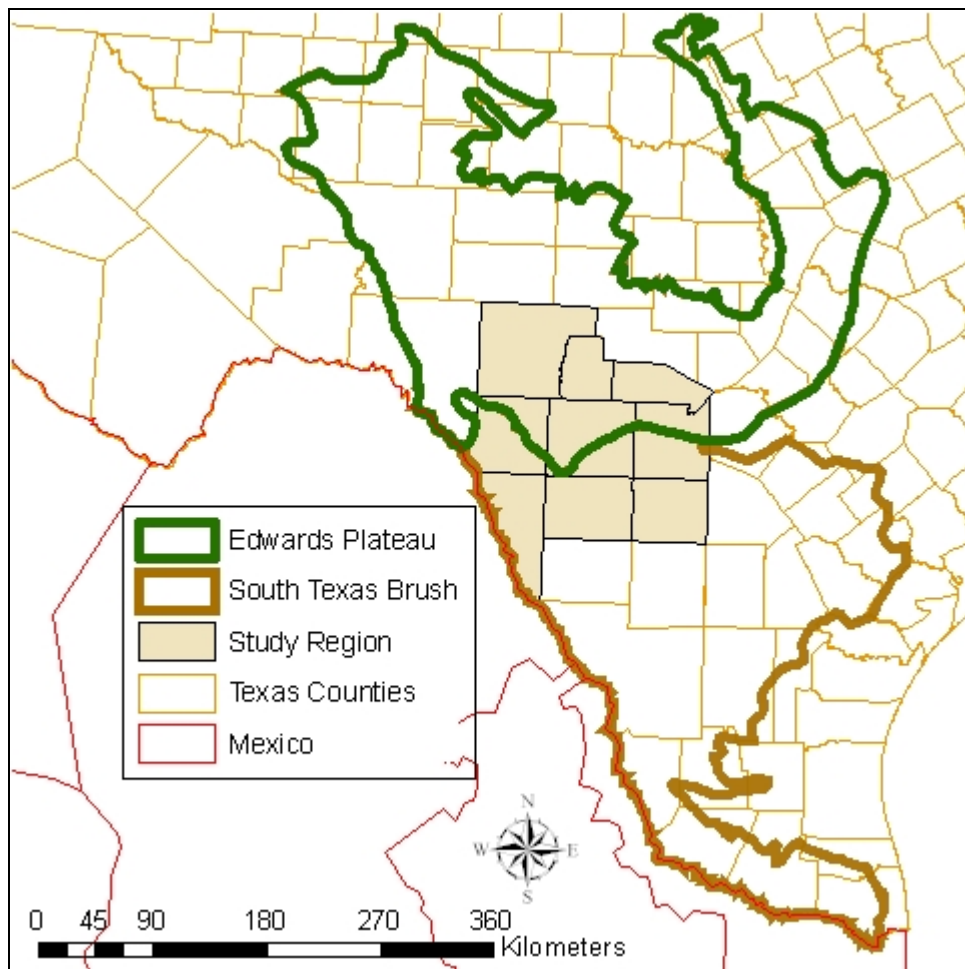 Edwards Plateau
South Texas Brush
Study Region
Texas Counties
Mexico
N
W E
S
0 45 90 180 270 360
Kilometers